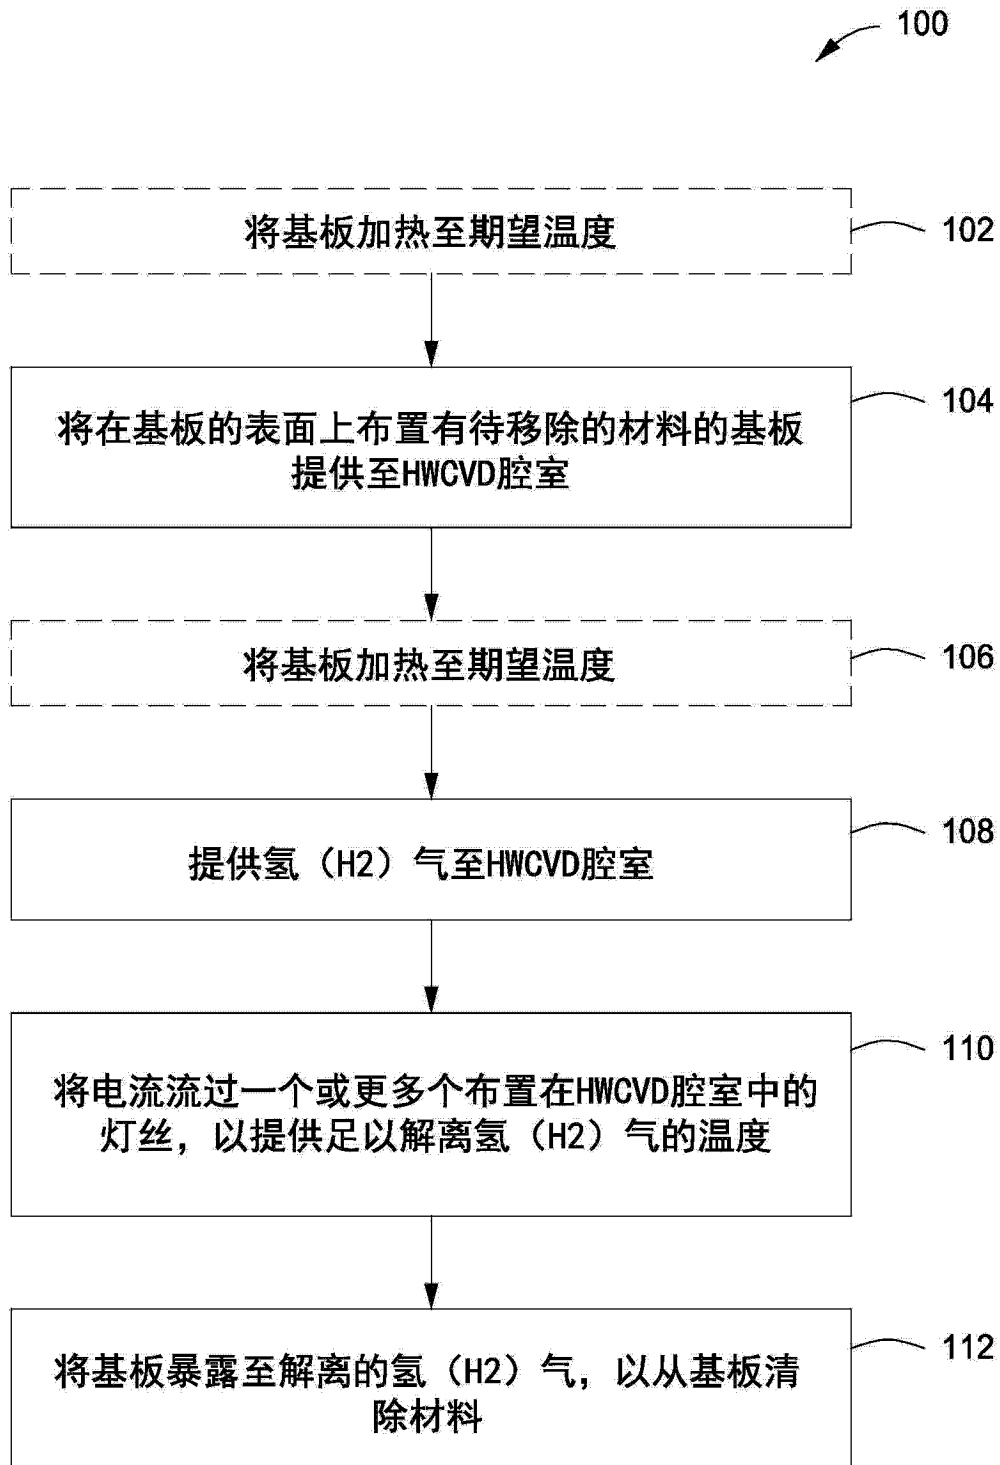 100
将基板加热至期望温度
102
将在基板的表面上布置有待移除的材料的基板
提供至HWCVD腔室
104
将基板加热至期望温度
106
提供氢（H2）气至HWCVD腔室
108
将电流流过一个或更多个布置在HWCVD腔室中的
灯丝，以提供足以解离氢（H2）气的温度
110
将基板暴露至解离的氢（H2）气，以从基板清
除材料
112